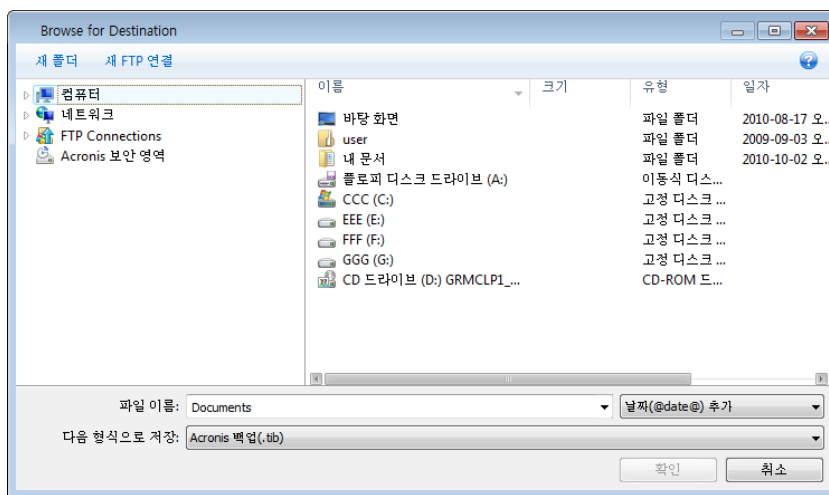 Browse for Destination
새 폴더 새 FTP 연결
컴퓨터
네트워크
FTP Connections
Acronis 보안 영역
이름 크기 유형 일자
바탕 화면 파일 폴더 2010-08-17 오..
user 파일 폴더 2009-09-03 오..
내 문서 파일 폴더 2010-10-02 오..
플로피 디스크 드라이브 (A:) 이동식 디스...
CCC (C:) 고정 디스크 ...
EEE (E:) 고정 디스크 ...
FFF (F:) 고정 디스크 ...
GGG (G:) 고정 디스크 ...
CD 드라이브 (D:) GRMCLP1_... CD-ROM 드...
파일 이름: Documents 날짜(@date@) 추가
다음 형식으로 저장: Acronis 백업(.tib)
확인 취소